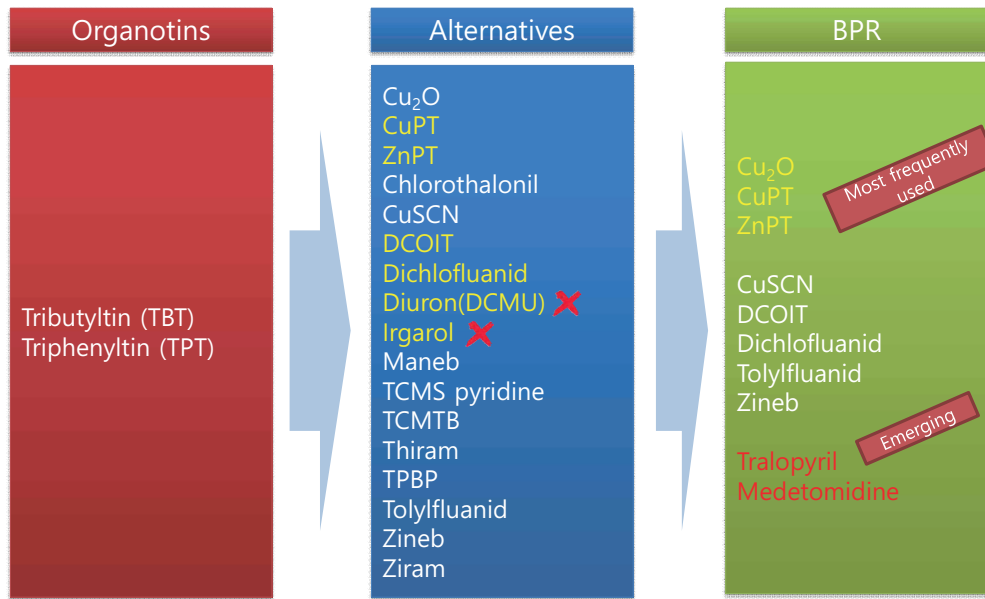 Organotins
Tributyltin (TBT)
Triphenyltin (TPT)
Alternatives
Cu₂O
CuPT
ZnPT
Chlorothalonil
CuSCN
DCOIT
Dichlofluanid
Diuron(DCMU)
Irgarol
Maneb
TCMS pyridine
TCMTB
Thiram
TPBP
Tolylfluanid
Zineb
Ziram
BPR
Cu₂O
CuPT
ZnPT
Most frequently
used
CuSCN
DCOIT
Dichlofluanid
Tolylfluanid
Zineb
Emerging
Tralopyril
Medetomidine